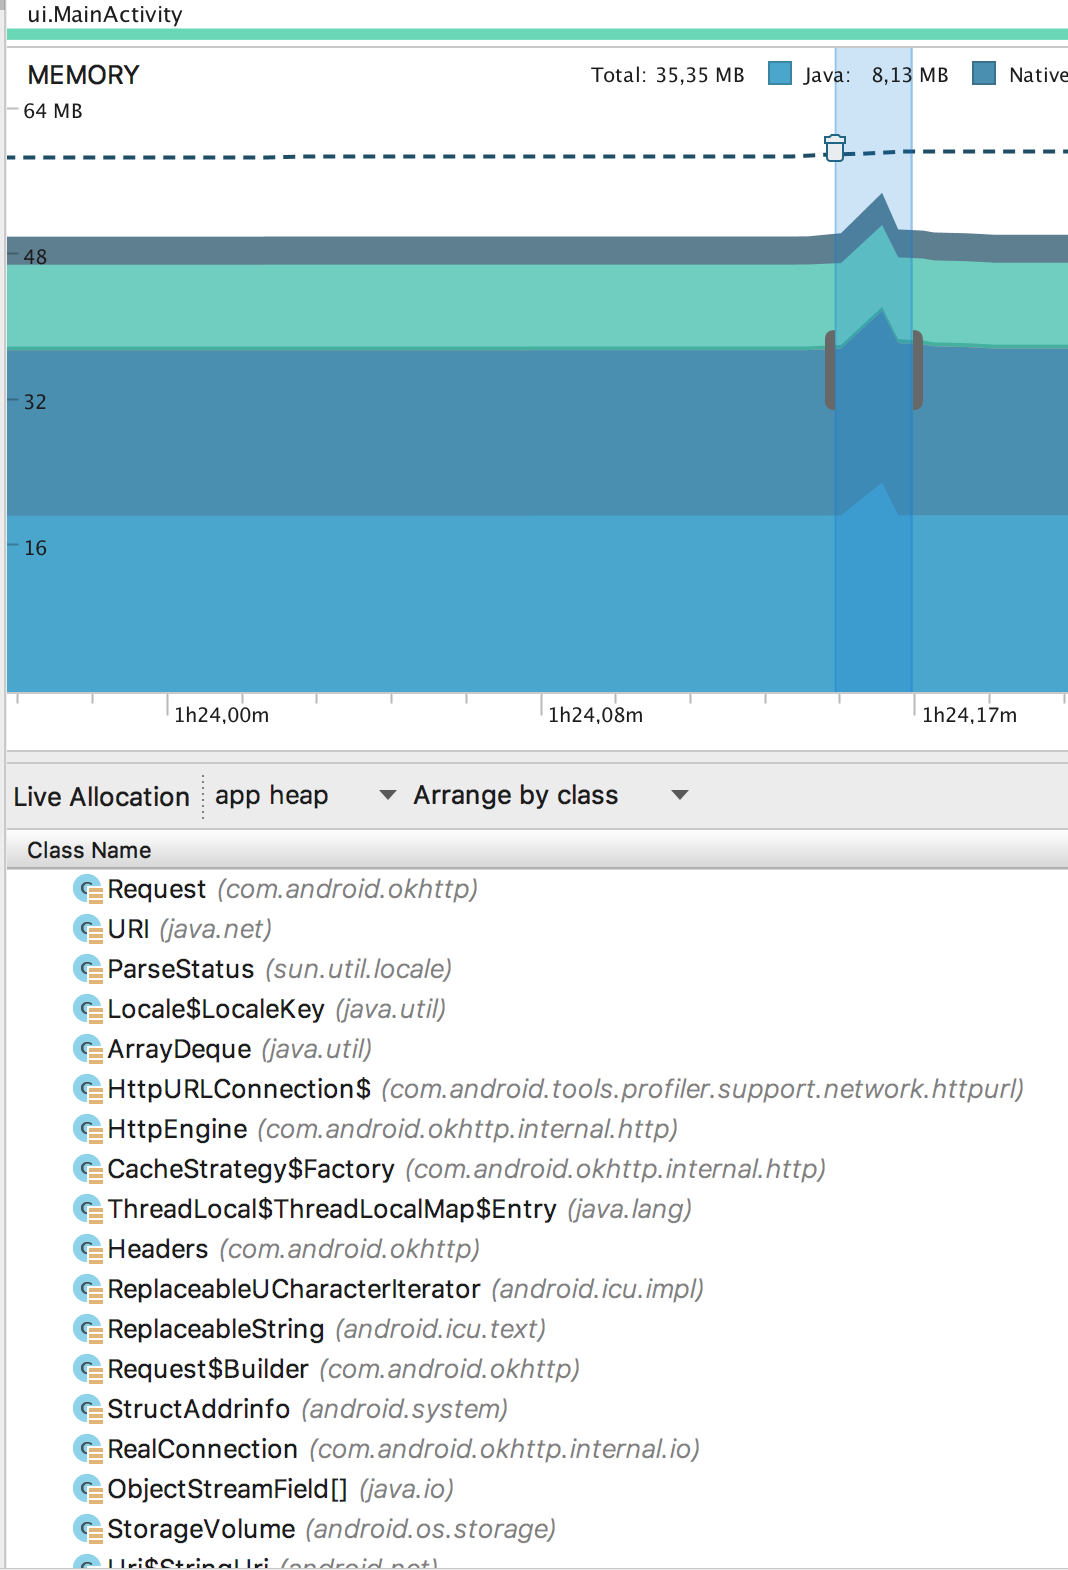 ui.MainActivity
MEMORY Total: 35,35 MB Java: 8,13 MB Native
64 MB
48
32
16
1h24,00m 1h24,08m 1h24,17m
Live Allocation app heap Arrange by class
Class Name
Request (com.android.okhttp)
URI (java.net)
ParseStatus (sun.util.locale)
Locale$LocaleKey (java.util)
ArrayDeque (java.util)
HttpURLConnection$ (com.android.tools.profiler.support.network.httpurl)
HttpEngine (com.android.okhttp.internal.http)
CacheStrategy$Factory (com.android.okhttp.internal.http)
ThreadLocal$ThreadLocalMap$Entry (java.lang)
Headers (com.android.okhttp)
ReplaceableUCharacterIterator (android.icu.impl)
ReplaceableString (android.icu.text)
Request$Builder (com.android.okhttp)
StructAddrinfo (android.system)
RealConnection (com.android.okhttp.internal.io)
ObjectStreamField[] (java.io)
StorageVolume (android.os.storage)
Uri$StringUri (android.net)